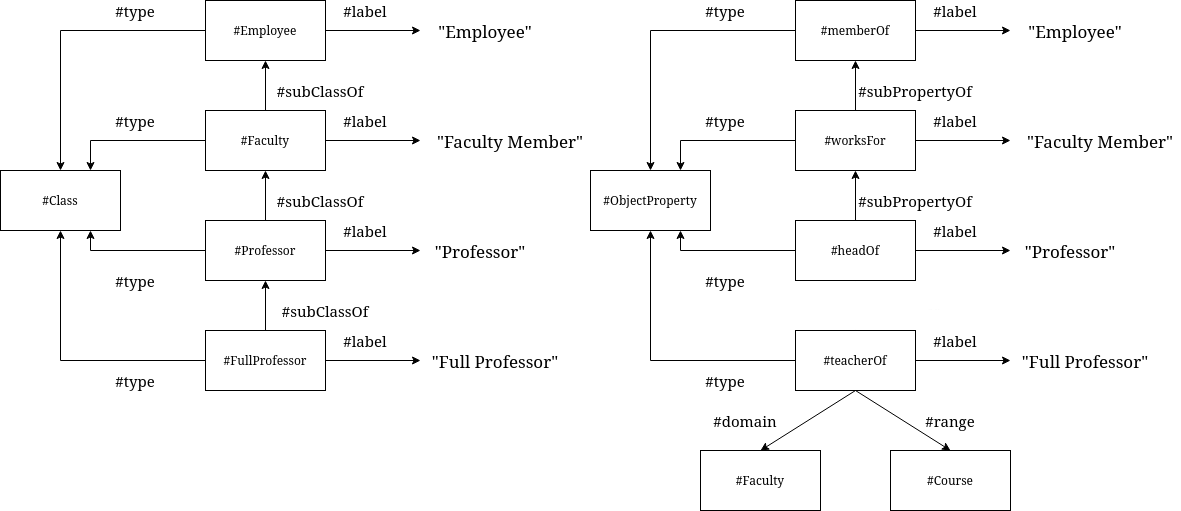 #type
#Employee
#label
"Employee"
#subClassOf
#type
#Faculty
#label
"Faculty Member"
#Class
#subClassOf
#type
#Professor
#label
"Professor"
#subClassOf
#type
#FullProfessor
#label
"Full Professor"
#type
#memberOf
#label
"Employee"
#subPropertyOf
#type
#worksFor
#label
"Faculty Member"
#ObjectProperty
#subPropertyOf
#type
#headOf
#label
"Professor"
#type
#teacherOf
#label
"Full Professor"
#domain
#range
#Faculty
#Course